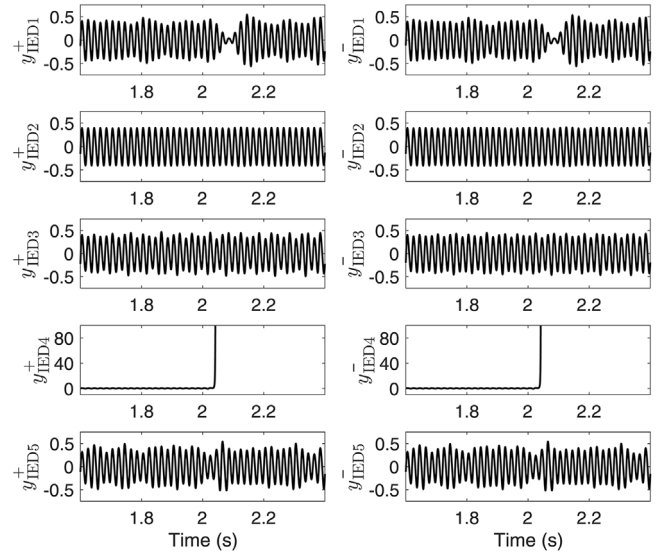 y+IED1 0.5 0 -0.5 1.8 2 2.2
y−IED1 0.5 0 -0.5 1.8 2 2.2
y+IED2 0.5 0 -0.5 1.8 2 2.2
y−IED2 0.5 0 -0.5 1.8 2 2.2
y+IED3 0.5 0 -0.5 1.8 2 2.2
y−IED3 0.5 0 -0.5 1.8 2 2.2
y+IED4 80 40 0 1.8 2 2.2
y−IED4 80 40 0 1.8 2 2.2
y+IED5 0.5 0 -0.5 1.8 2 2.2
Time (s)
y−IED5 0.5 0 -0.5 1.8 2 2.2
Time (s)